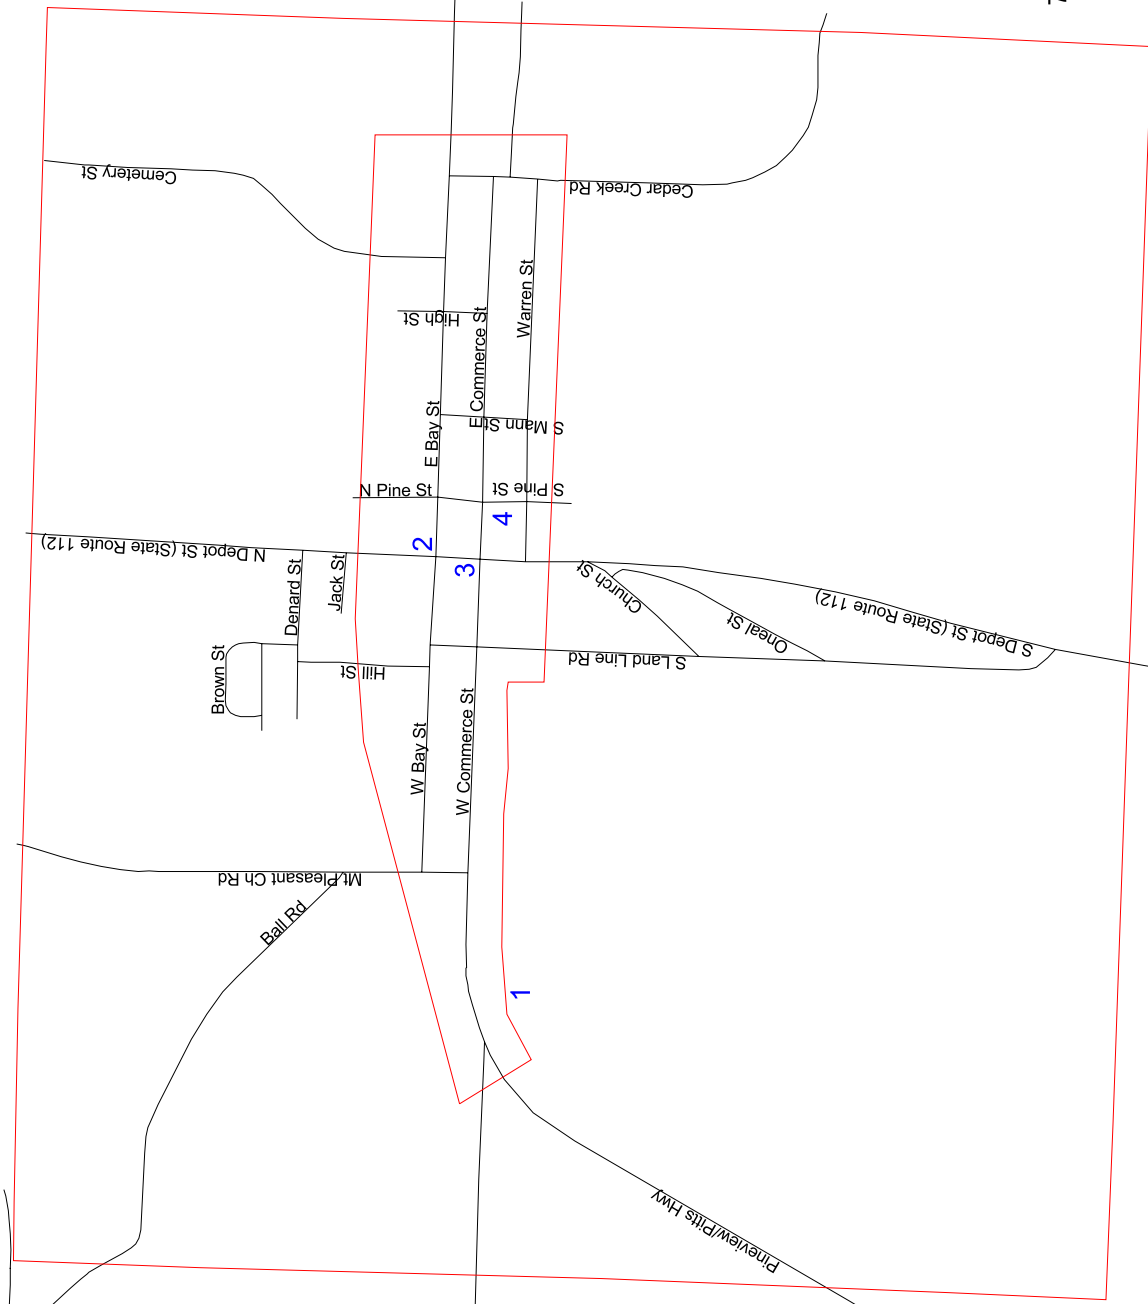 Cemetery St
Cedar Creek Rd
Warren St
High St
E Commerce St
E Bay St
S Mann St
N Pine St
S Pine St
4
2
3
N Depot St (State Route 112)
Denard St
Jack St
Church St
Oneal St
S Depot St (State Route 112)
Brown St
Hill St
S Land Line Rd
W Bay St
W Commerce St
Mt Pleasant Ch Rd
Ball Rd
1
Pineview/Pitts Hwy